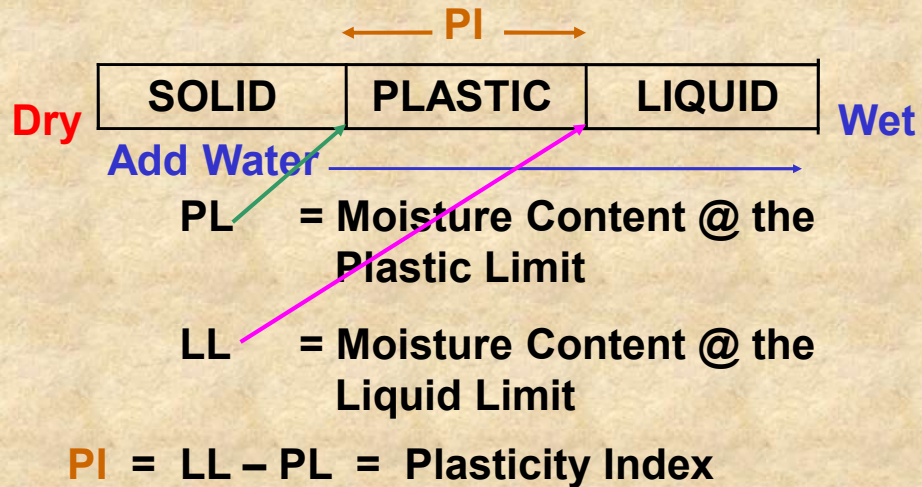 PI
SOLID PLASTIC LIQUID
Dry Wet
Add Water
PL = Moisture Content @ the
Plastic Limit
LL = Moisture Content @ the
Liquid Limit
PI = LL – PL = Plasticity Index